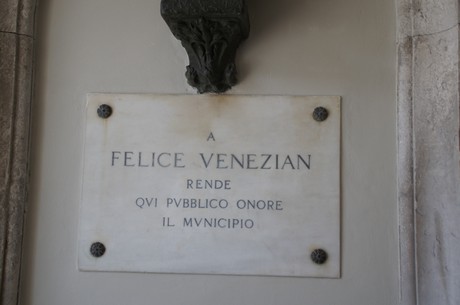 A
FELICE VENEZIAN
RENDE
QVI PVBBLICO ONORE
IL MVNICIPIO